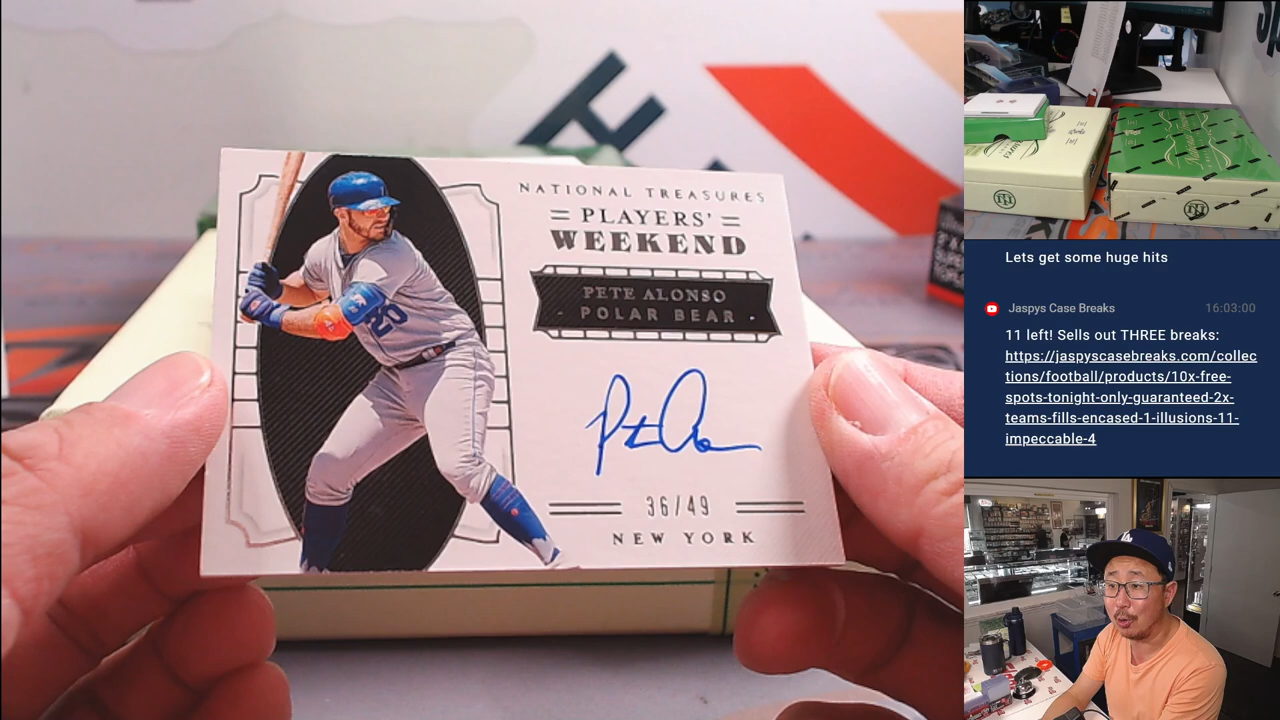 NATIONAL TREASURES
PLAYERS'
WEEKEND
PETE ALONSO
· POLAR BEAR ·
20
36/49
NEW YORK
Lets get some huge hits
Jaspys Case Breaks 16:03:00
11 left! Sells out THREE breaks:
https://jaspyscasebreaks.com/collec
tions/football/products/10x-free-
spots-tonight-only-guaranteed-2x-
teams-fills-encased-1-illusions-11-
impeccable-4